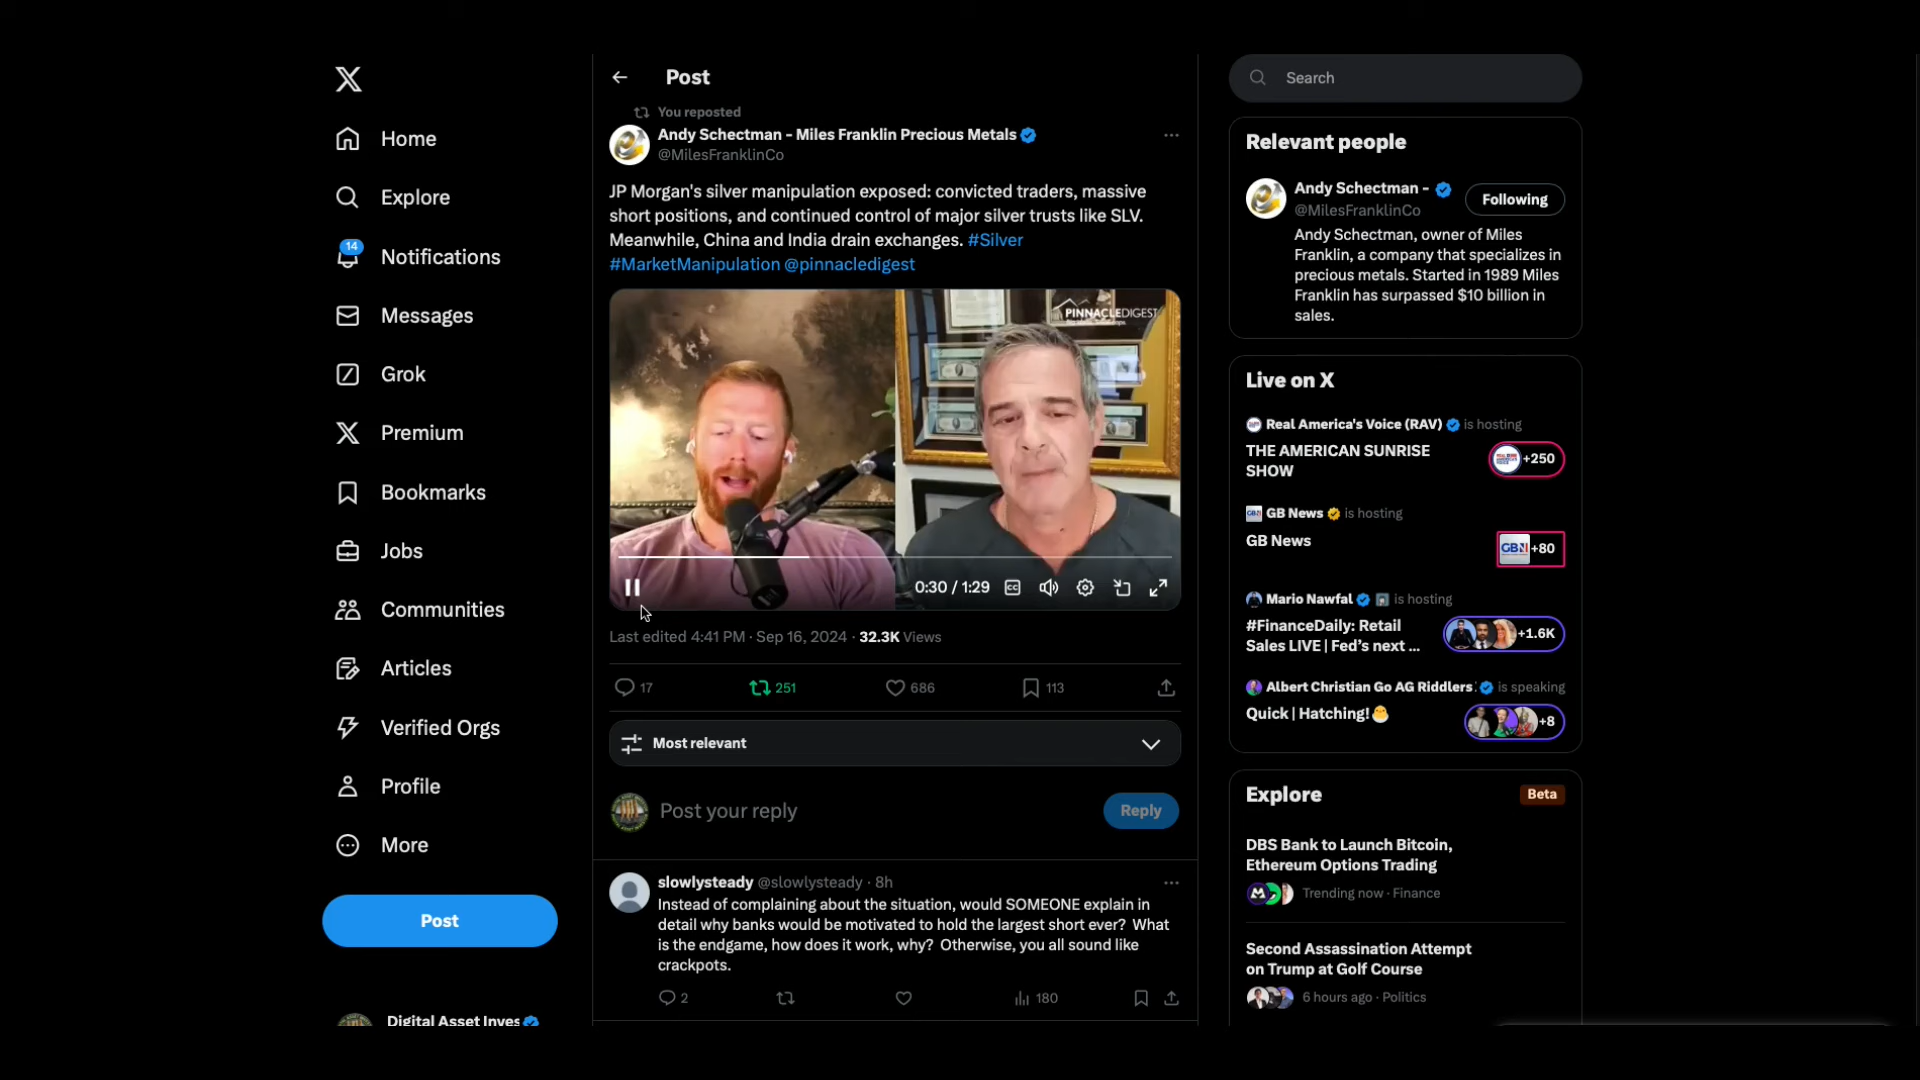 Home
Explore
14
Notifications
Messages
Grok
Premium
Bookmarks
Jobs
Communities
Articles
Verified Orgs
Profile
More
Post
Digital Asset Inves
Post
You reposted
Andy Schectman - Miles Franklin Precious Metals
@MilesFranklinCo
JP Morgan's silver manipulation exposed: convicted traders, massive
short positions, and continued control of major silver trusts like SLV.
Meanwhile, China and India drain exchanges. #Silver
#MarketManipulation @pinnacledigest
PINNACLEDIGEST
0:30 / 1:29
CC
Last edited 4:41 PM · Sep 16, 2024 · 32.3K Views
17
251
686
113
Most relevant
Post your reply
Reply
slowlysteady @slowlysteady · 8h
Instead of complaining about the situation, would SOMEONE explain in
detail why banks would be motivated to hold the largest short ever? What
is the endgame, how does it work, why? Otherwise, you all sound like
crackpots.
2
180
Search
Relevant people
Andy Schectman -
@MilesFranklinCo
Following
Andy Schectman, owner of Miles
Franklin, a company that specializes in
precious metals. Started in 1989 Miles
Franklin has surpassed $10 billion in
sales.
Live on X
Real America's Voice (RAV) is hosting
THE AMERICAN SUNRISE
SHOW
+250
GB News is hosting
GB News
GBN +80
Mario Nawfal is hosting
#FinanceDaily: Retail
Sales LIVE | Fed's next ...
+1.6K
Albert Christian Go AG Riddlers is speaking
Quick | Hatching!🐣
+8
Explore
Beta
DBS Bank to Launch Bitcoin,
Ethereum Options Trading
Trending now · Finance
Second Assassination Attempt
on Trump at Golf Course
6 hours ago · Politics